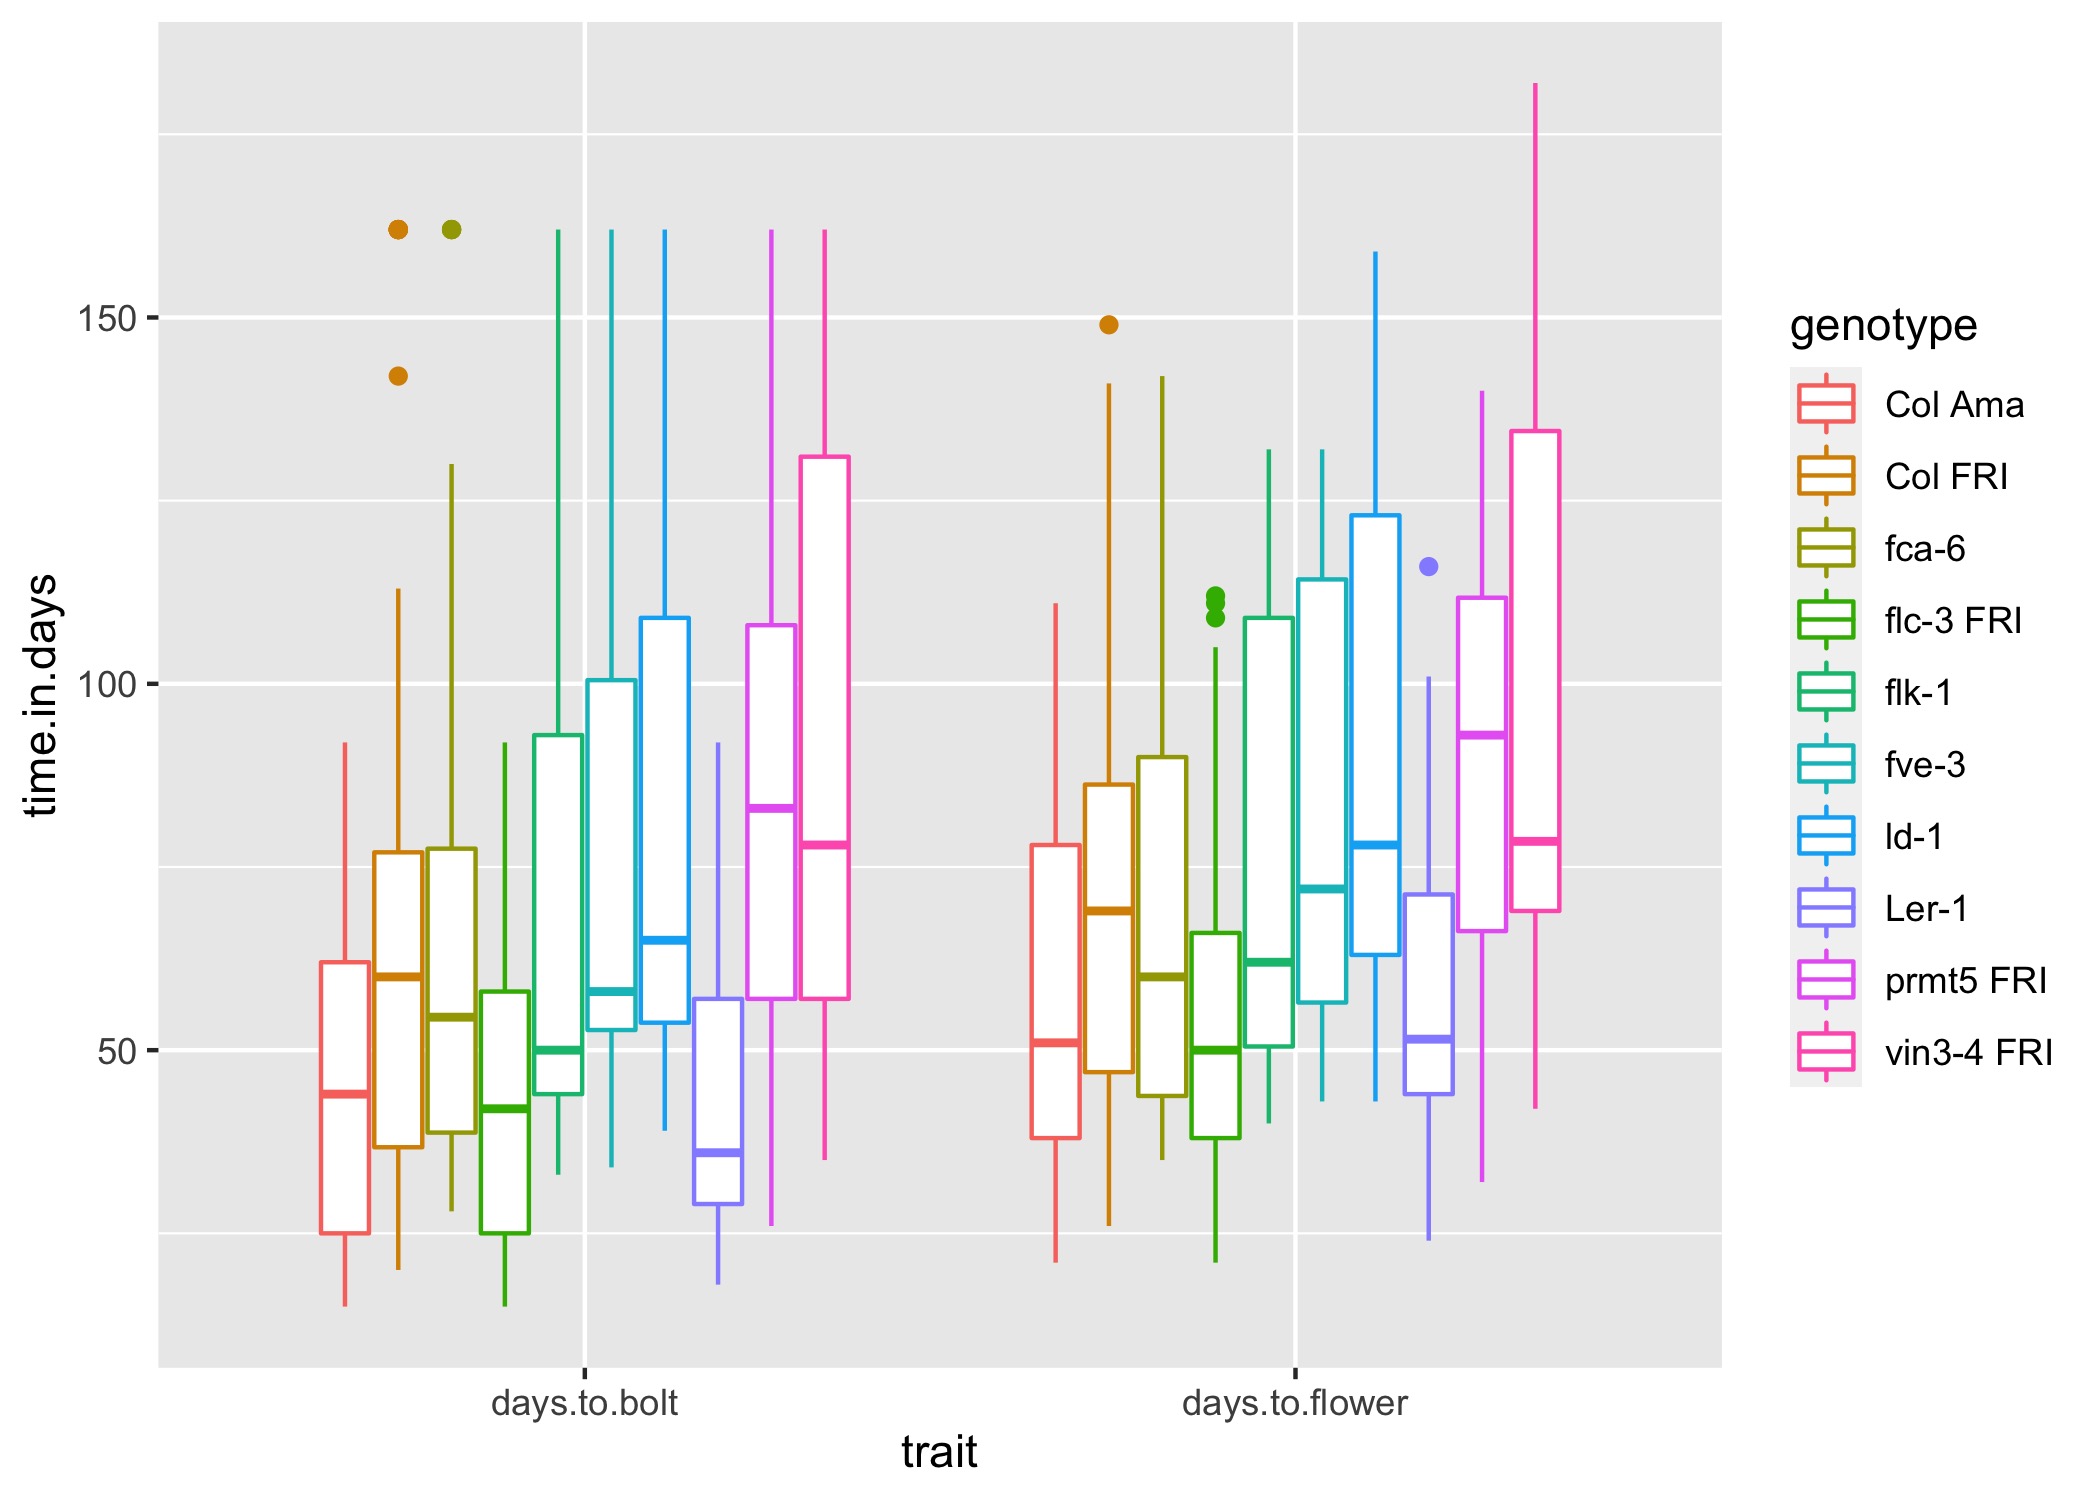 time.in.days
150
100
50
days.to.bolt
days.to.flower
trait
genotype
Col Ama
Col FRI
fca-6
flc-3 FRI
flk-1
fve-3
ld-1
Ler-1
prmt5 FRI
vin3-4 FRI